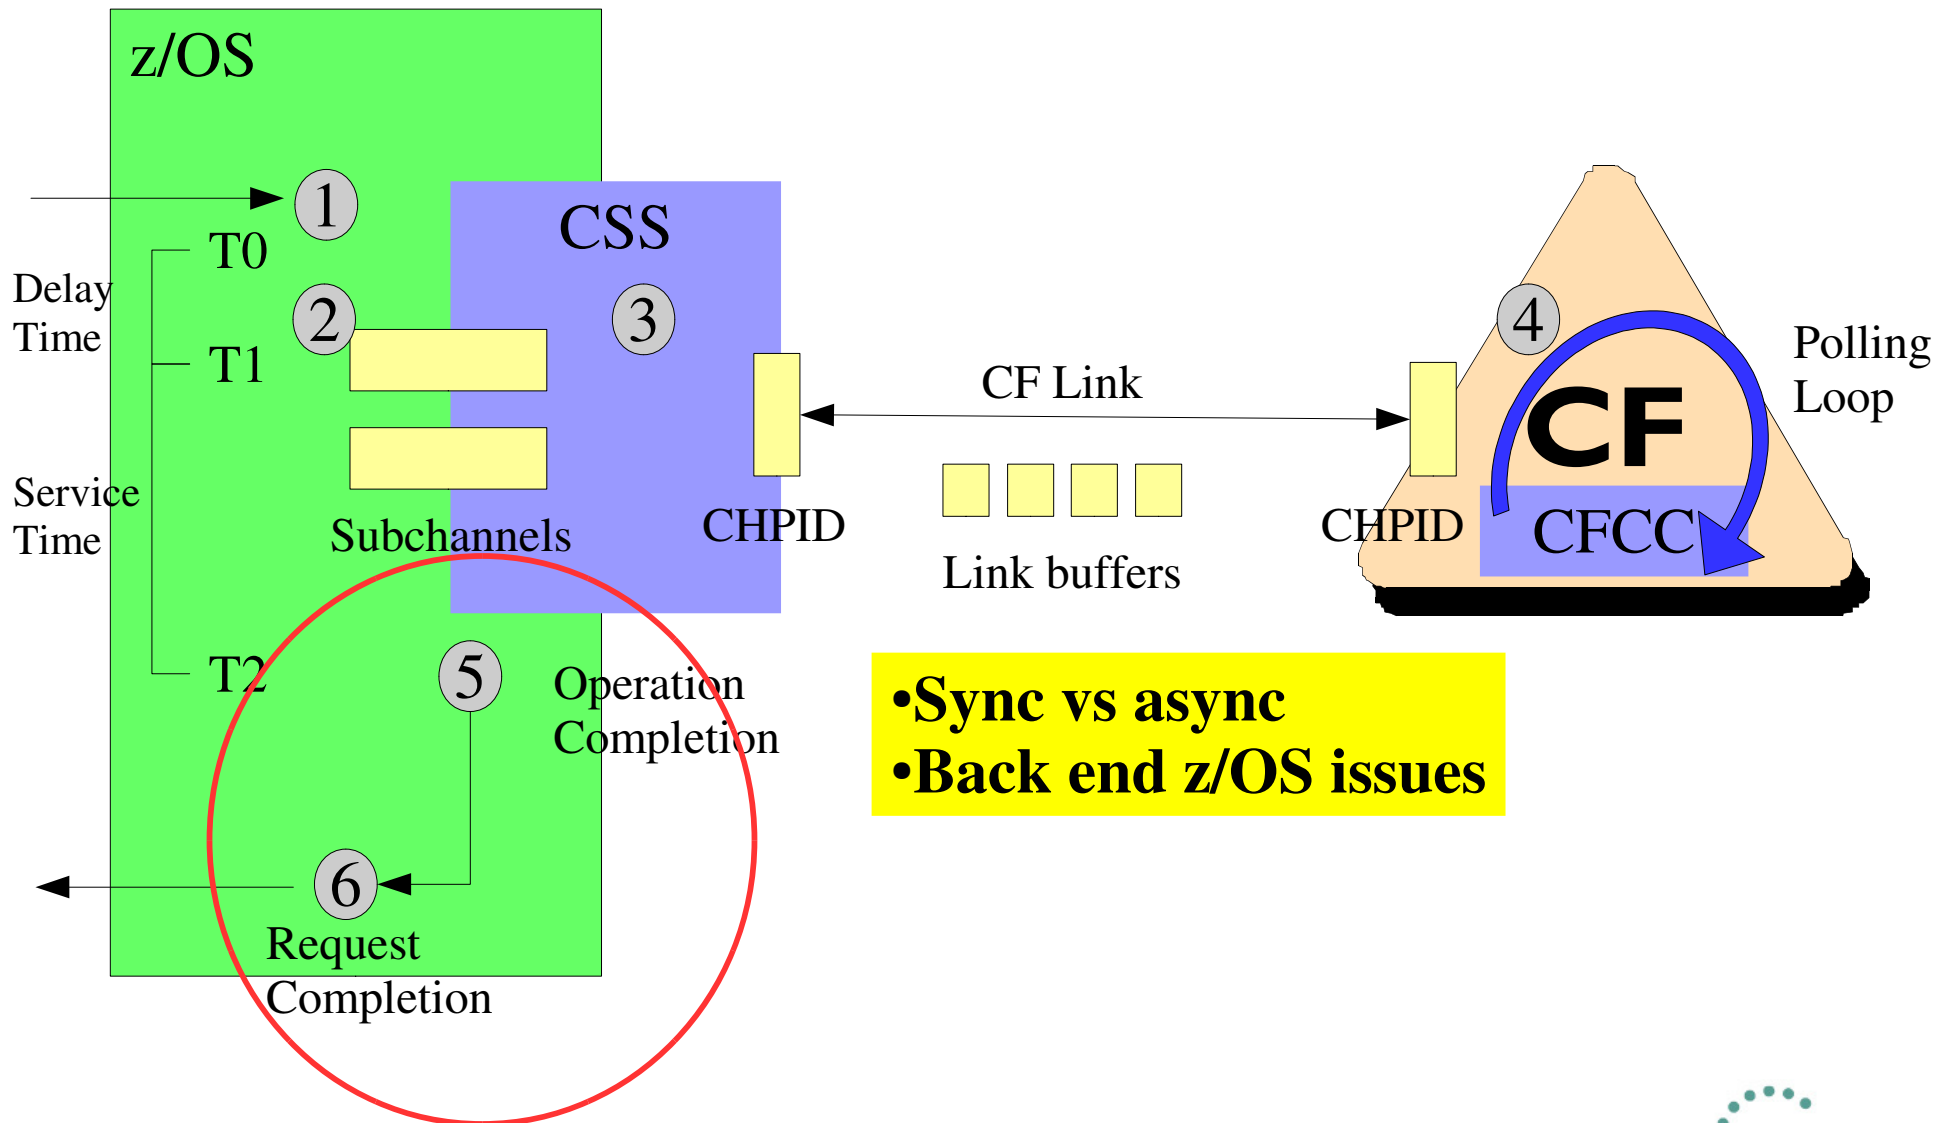 z/OS
1
CSS
T0
Delay
Time
2
3
4
Polling
Loop
T1
CF Link
CF
Service
Time
Subchannels
CHPID
CHPID
CFCC
Link buffers
T2
5
Operation
Completion
•Sync vs async
•Back end z/OS issues
6
Request
Completion